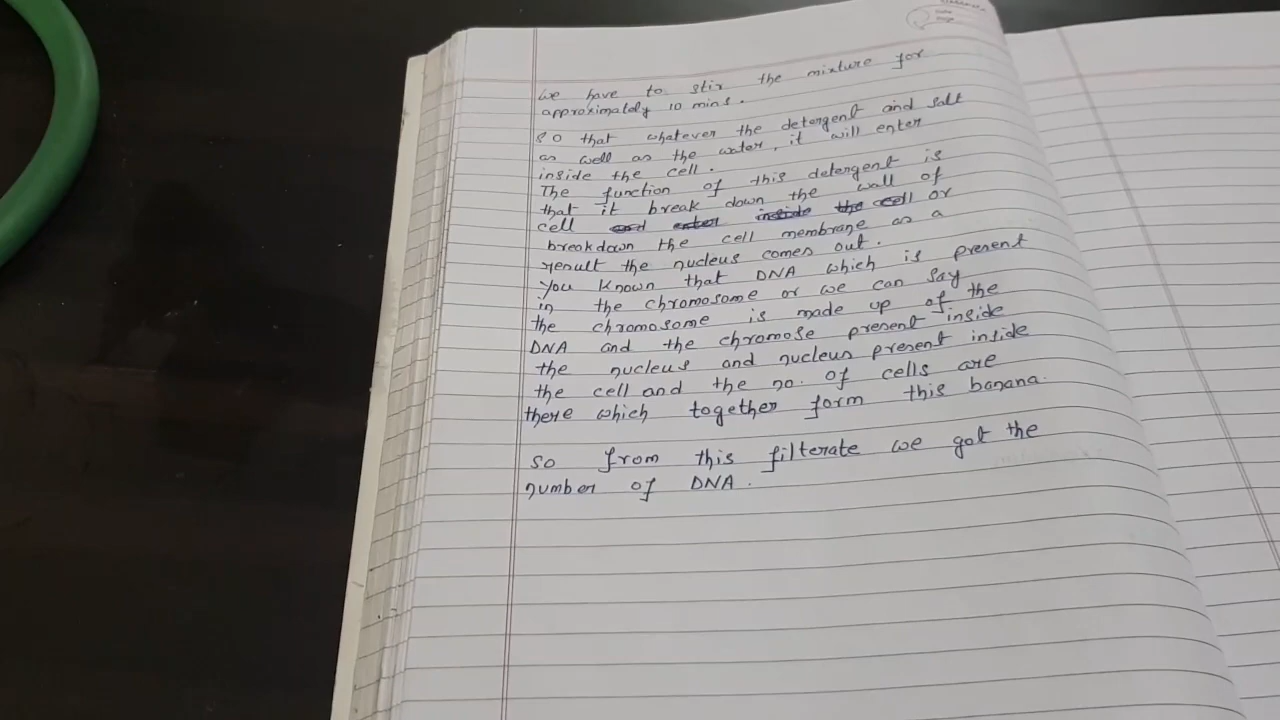 we have to stir the mixture for
approximately 10 mins.
so that whatever the detergent and salt
as well as the water, it will enter
inside the cell.
The function of this detergent is
that it break down the wall of
cell and enter inside the cell or
breakdown the cell membrane as a
result the nucleus comes out.
You known that DNA which is present
in the chromosome or we can say
the chromosome is made up of the
DNA and the chromose present inside
the nucleus and nucleus present inside
the cell and the no. of cells are
there which together form this banana.
so from this filterate we got the
number of DNA.